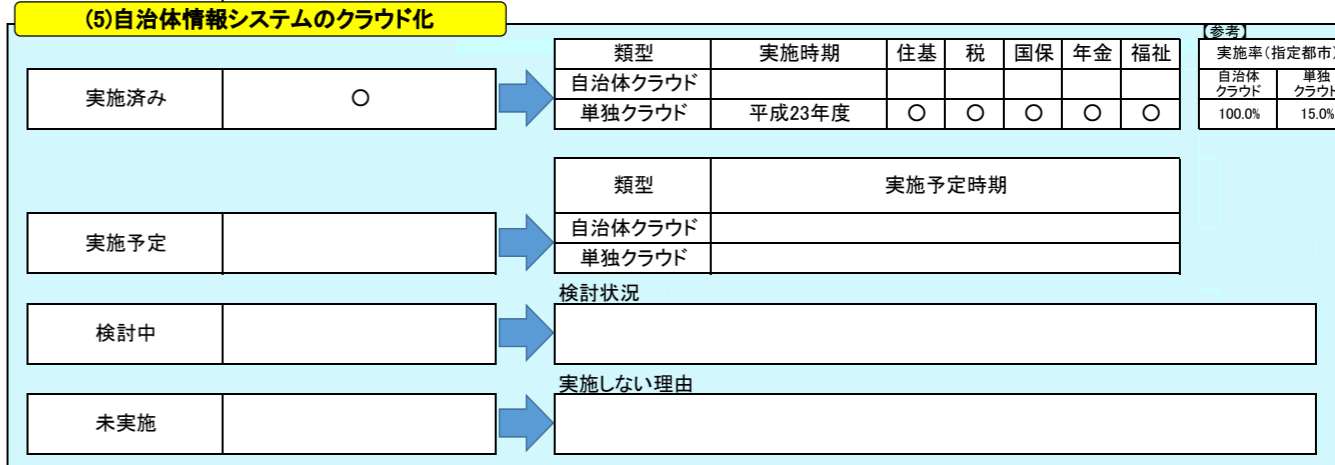 (5)自治体情報システムのクラウド化
【参考】
類型 実施時期 住基 税 国保 年金 福祉
実施率(指定都市)
実施済み ○
自治体クラウド
自治体クラウド 単独クラウド
単独クラウド 平成23年度 ○ ○ ○ ○ ○
100.0% 15.0%
類型 実施予定時期
実施予定
自治体クラウド
単独クラウド
検討状況
検討中
実施しない理由
未実施